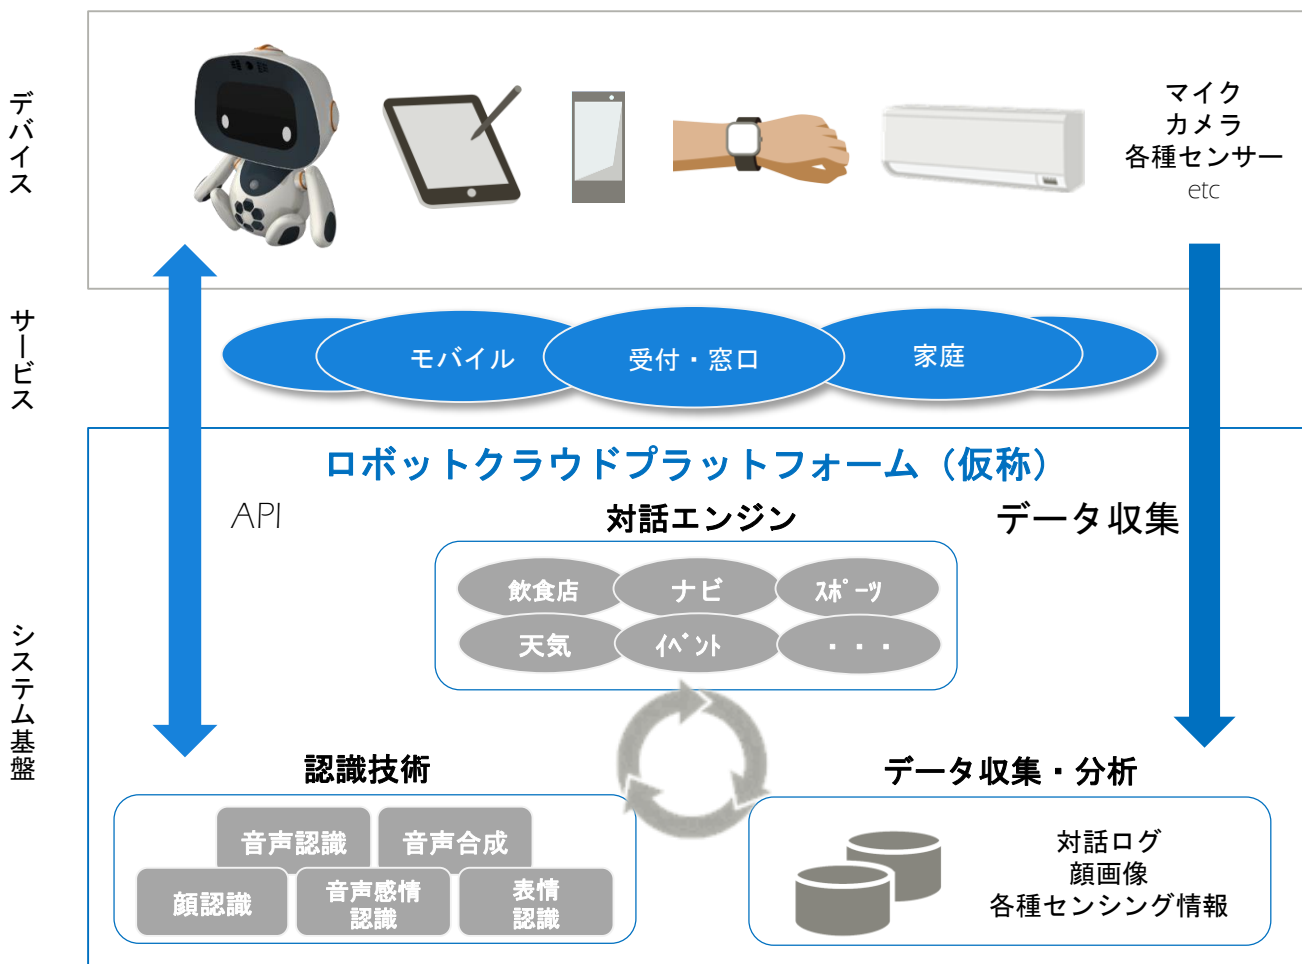 デバイス
マイク
カメラ
各種センサー
etc
サービス
モバイル
受付・窓口
家庭
ロボットクラウドプラットフォーム（仮称）
API
対話エンジン
データ収集
飲食店
ナビ
ｽﾎﾟｰﾂ
天気
ｲﾍﾞﾝﾄ
・・・
システム基盤
認識技術
音声認識
音声合成
顔認識
音声感情
認識
表情
認識
データ収集・分析
対話ログ
顔画像
各種センシング情報